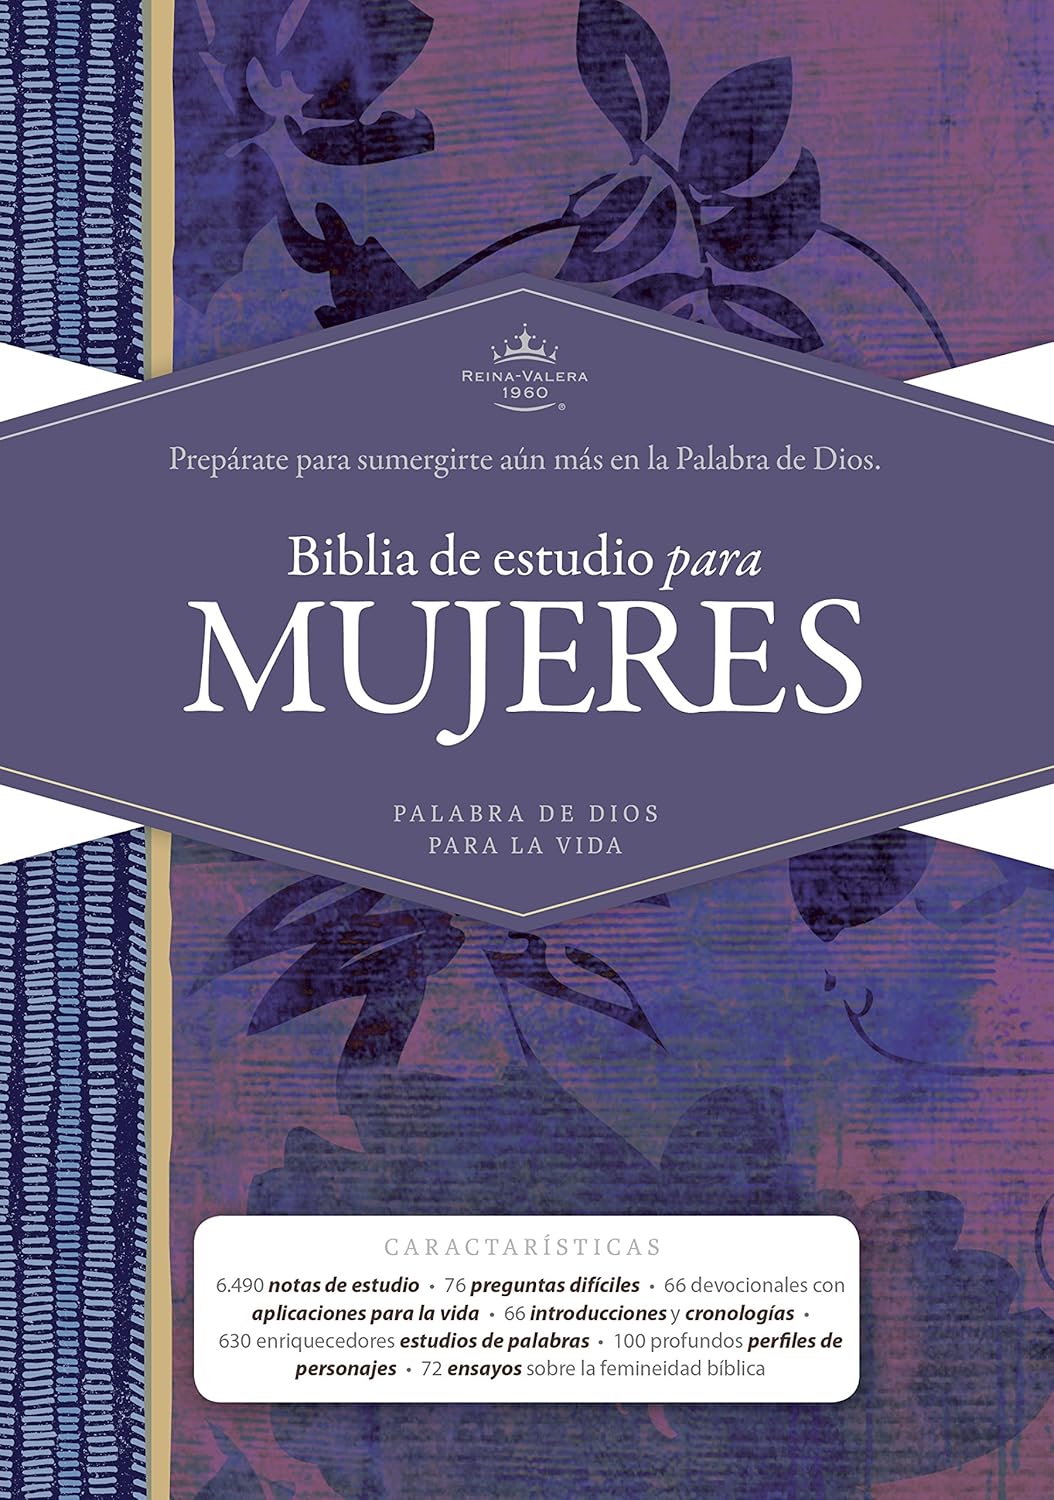 REINA-VALERA
1960
®
Prepárate para sumergirte aún más en la Palabra de Dios.
Biblia de estudio para
MUJERES
PALABRA DE DIOS
PARA LA VIDA
CARACTARÍSTICAS
6.490 notas de estudio • 76 preguntas difíciles • 66 devocionales con
aplicaciones para la vida • 66 introducciones y cronologías •
630 enriquecedores estudios de palabras • 100 profundos perfiles de
personajes • 72 ensayos sobre la femineidad bíblica